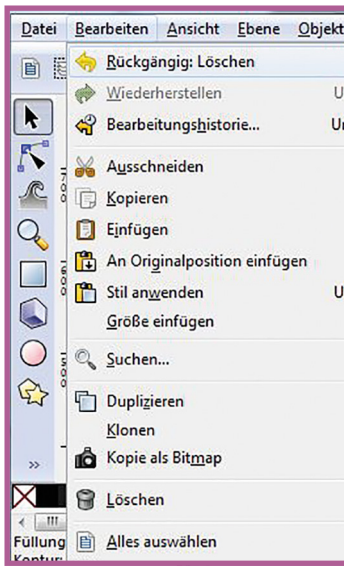 Datei Bearbeiten Ansicht Ebene Objekt
Rückgängig: Löschen
Wiederherstellen
Bearbeitungshistorie...
Ausschneiden
Kopieren
Einfügen
An Originalposition einfügen
Stil anwenden
Größe einfügen
Suchen...
Duplizieren
Klonen
Kopie als Bitmap
Löschen
Füllung
Alles auswählen